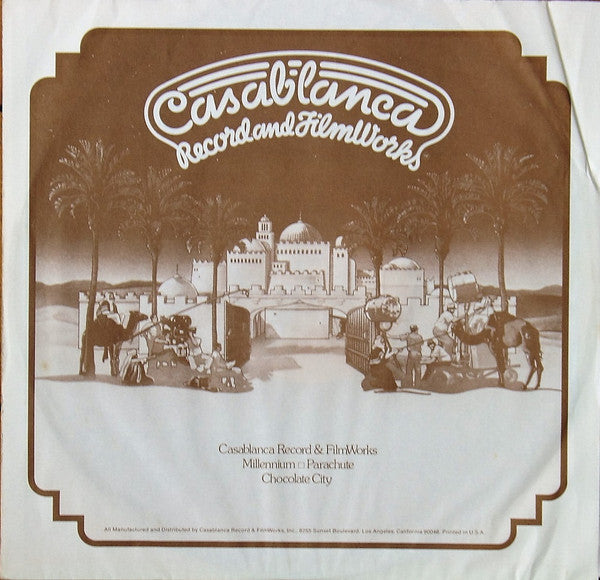 Casablanca
Record and FilmWorks
Casablanca Record & FilmWorks
Millennium □ Parachute
Chocolate City
All Manufactured and Distributed by Casablanca Record & FilmWorks, Inc., 8255 Sunset Boulevard, Los Angeles, California 90046, Printed in U.S.A.